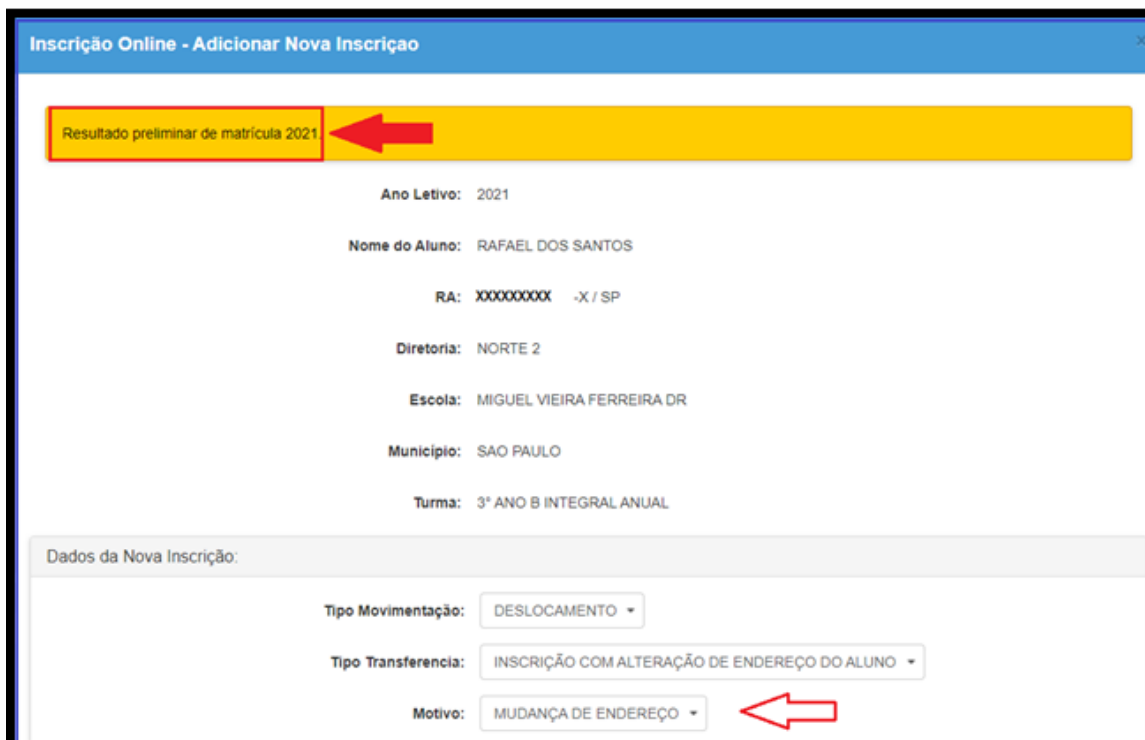 Inscrição Online - Adicionar Nova Inscriçao
×
Resultado preliminar de matrícula 2021.
Ano Letivo: 2021
Nome do Aluno: RAFAEL DOS SANTOS
RA: XXXXXXXXX -X / SP
Diretoria: NORTE 2
Escola: MIGUEL VIEIRA FERREIRA DR
Município: SAO PAULO
Turma: 3° ANO B INTEGRAL ANUAL
Dados da Nova Inscrição:
Tipo Movimentação: DESLOCAMENTO
Tipo Transferencia: INSCRIÇÃO COM ALTERAÇÃO DE ENDEREÇO DO ALUNO
Motivo: MUDANÇA DE ENDEREÇO